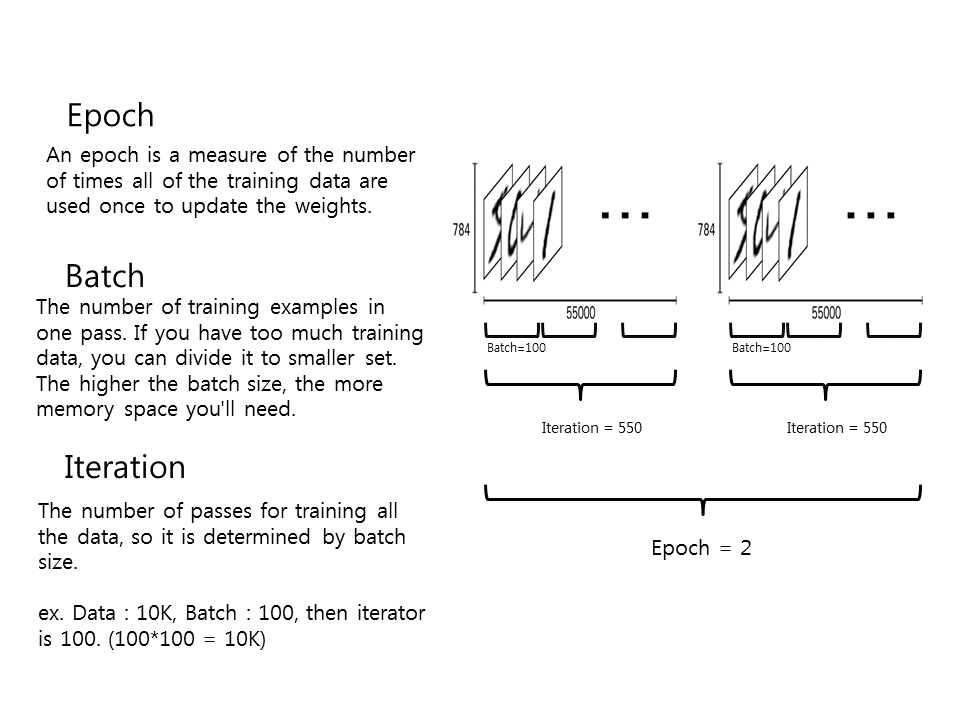 Epoch
An epoch is a measure of the number
of times all of the training data are
used once to update the weights.
Batch
The number of training examples in
one pass. If you have too much training
data, you can divide it to smaller set.
The higher the batch size, the more
memory space you'll need.
Iteration
The number of passes for training all
the data, so it is determined by batch
size.
ex. Data : 10K, Batch : 100, then iterator
is 100. (100*100 = 10K)
784
...
784
...
55000
55000
Batch=100
Batch=100
Iteration = 550
Iteration = 550
Epoch = 2